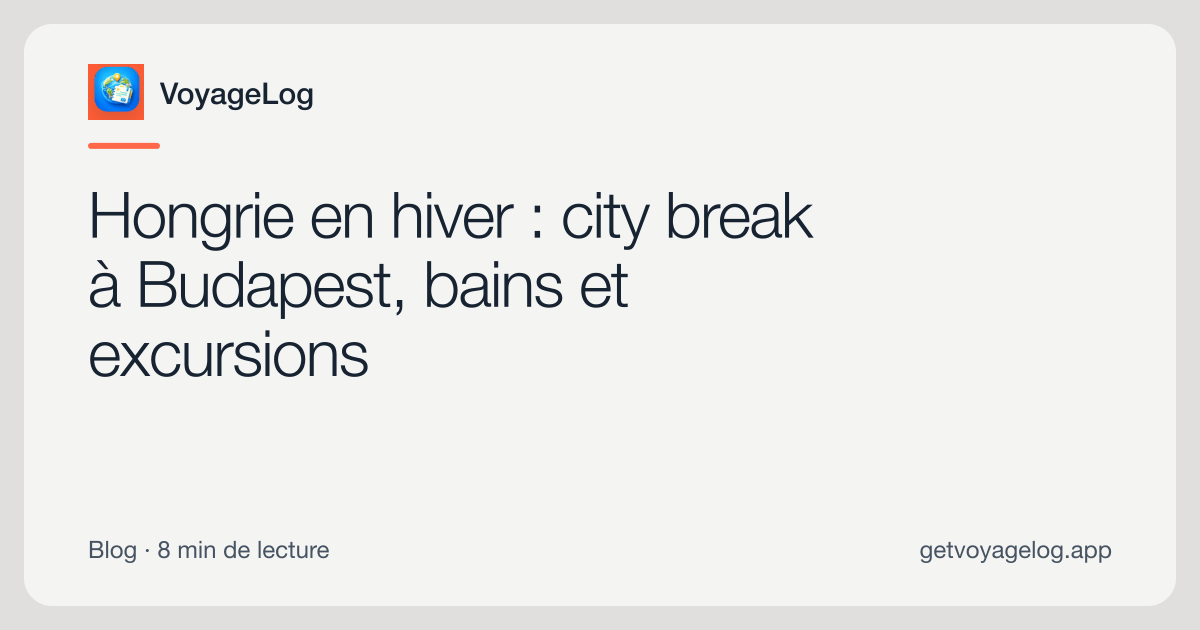 VoyageLog
Hongrie en hiver : city break
à Budapest, bains et
excursions
Blog · 8 min de lecture
getvoyagelog.app